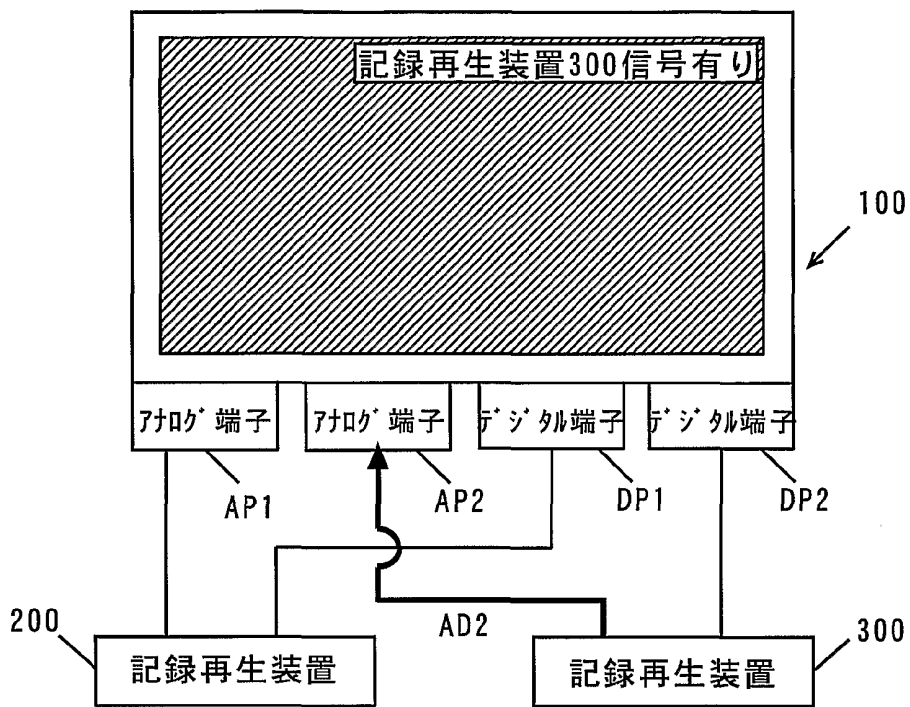 記録再生装置300信号有り
100
アナログ端子
アナログ端子
デジタル端子
デジタル端子
AP1
AP2
DP1
DP2
AD2
200
300
記録再生装置
記録再生装置